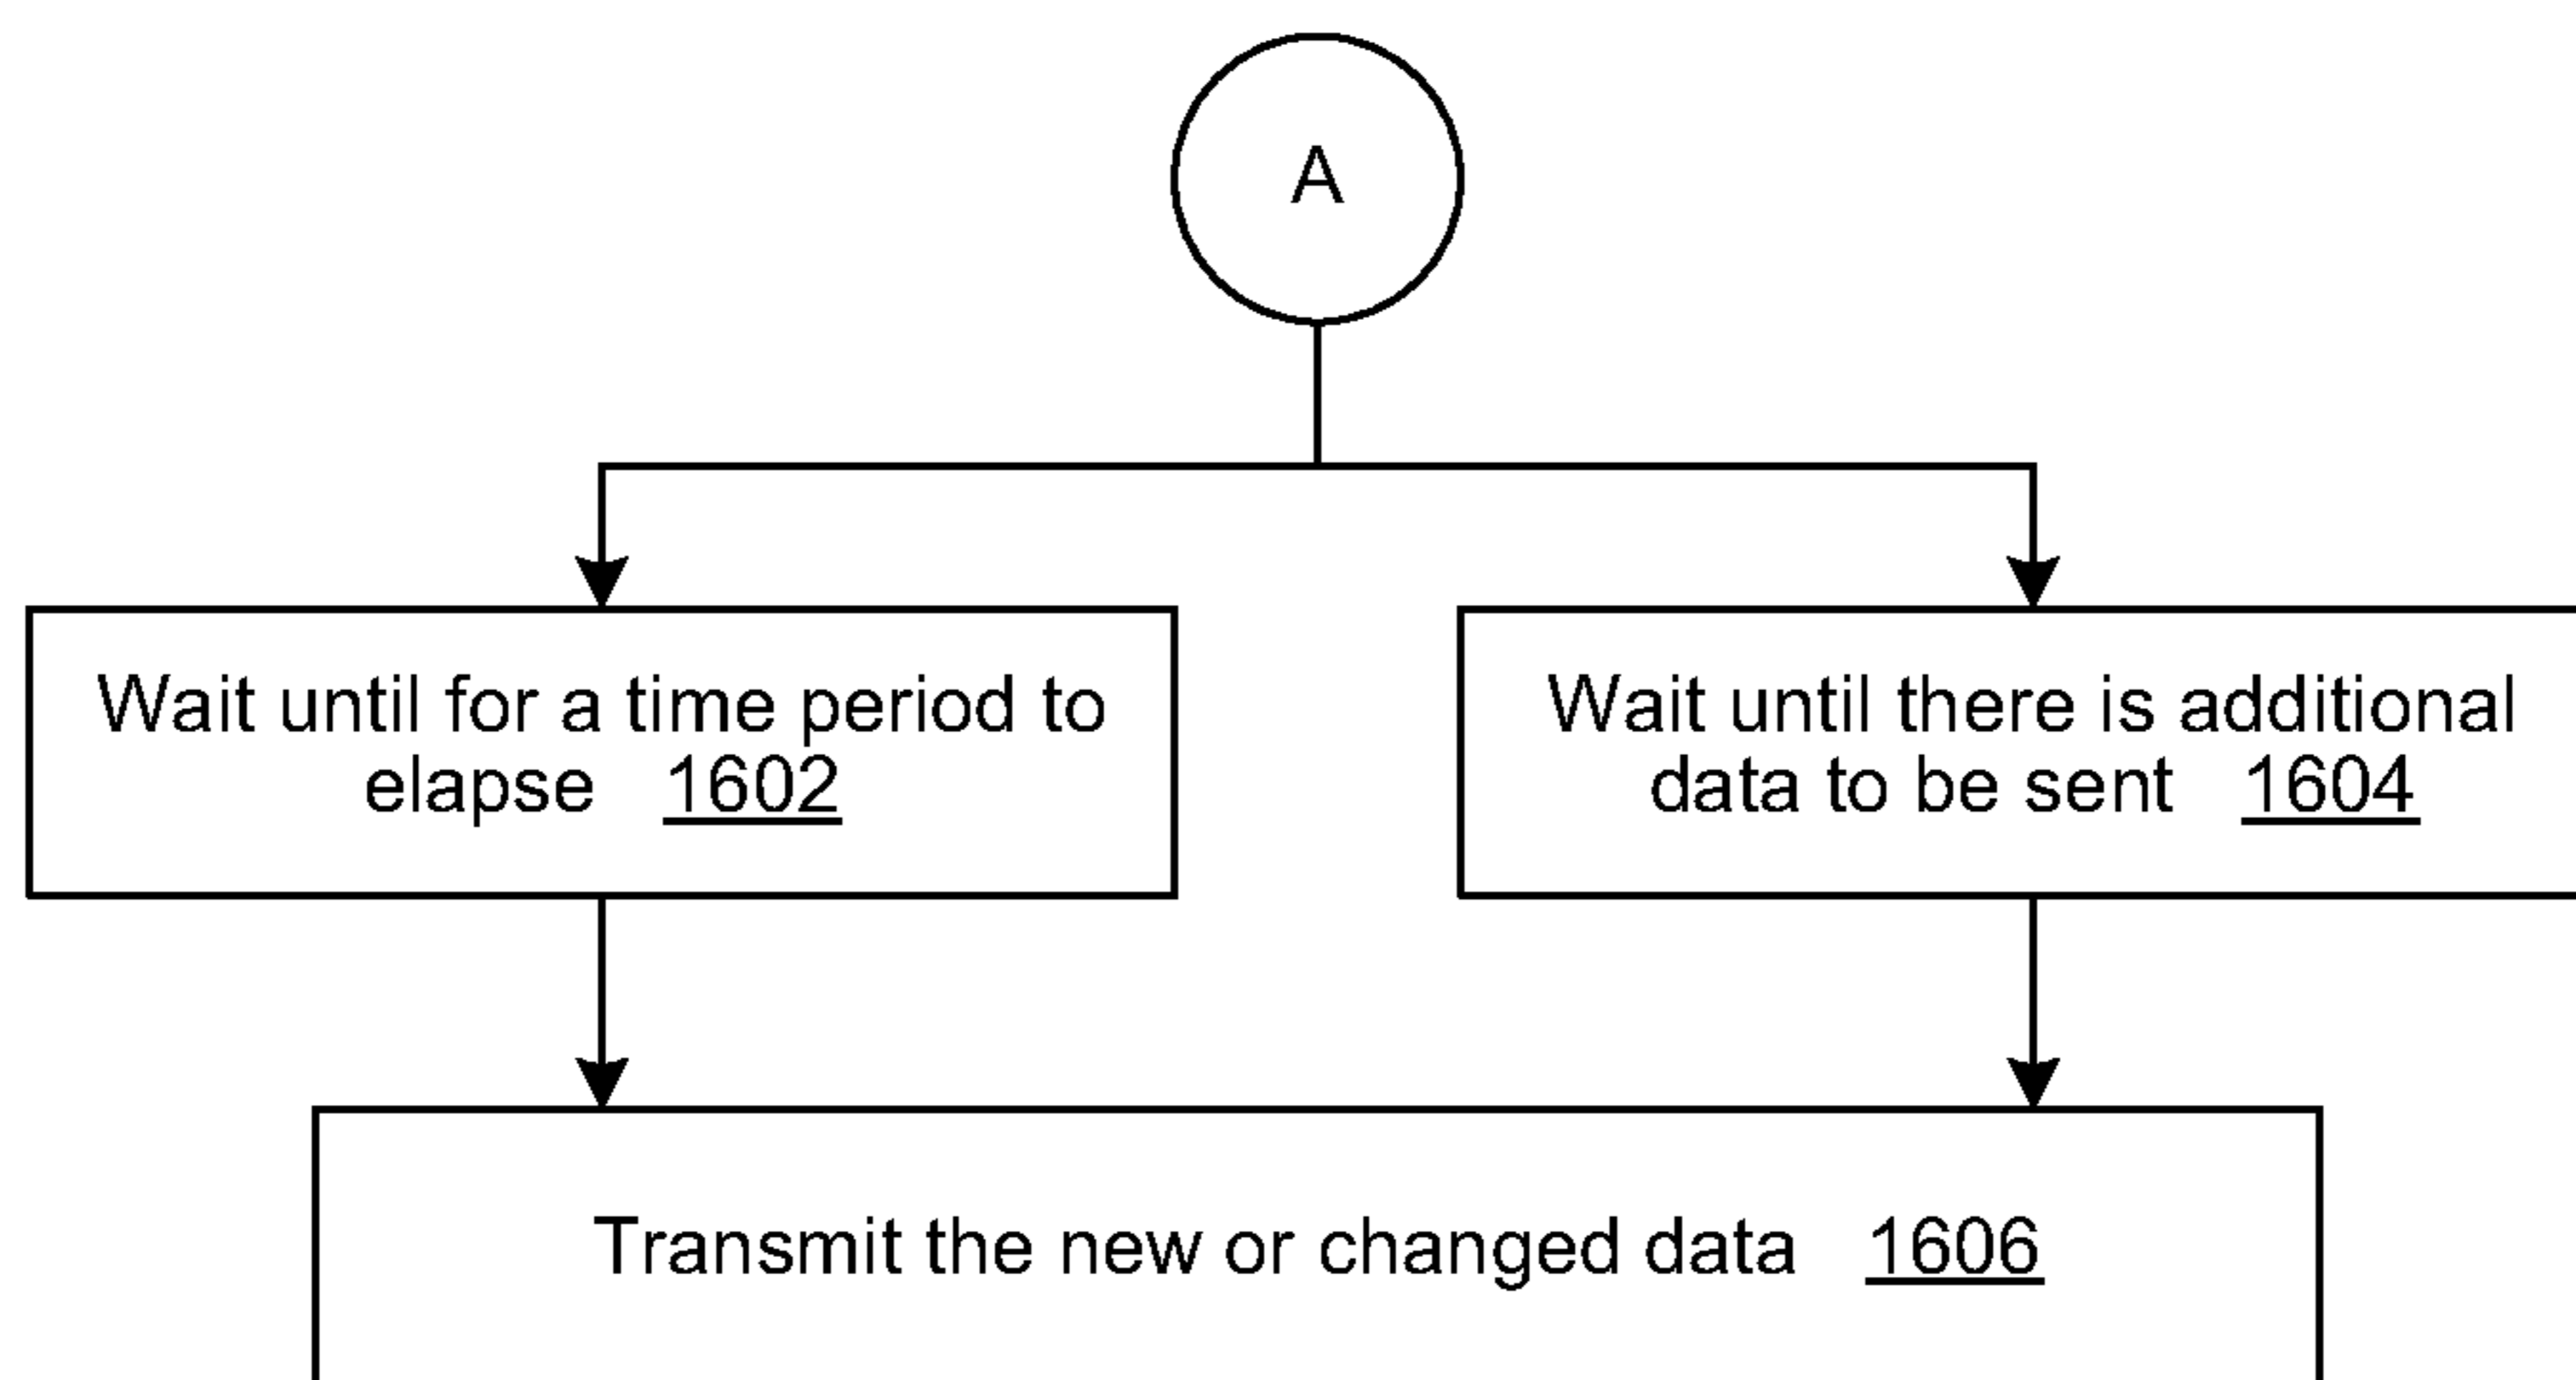 A
Wait until for a time period to
elapse 1602
Wait until there is additional
data to be sent 1604
Transmit the new or changed data 1606